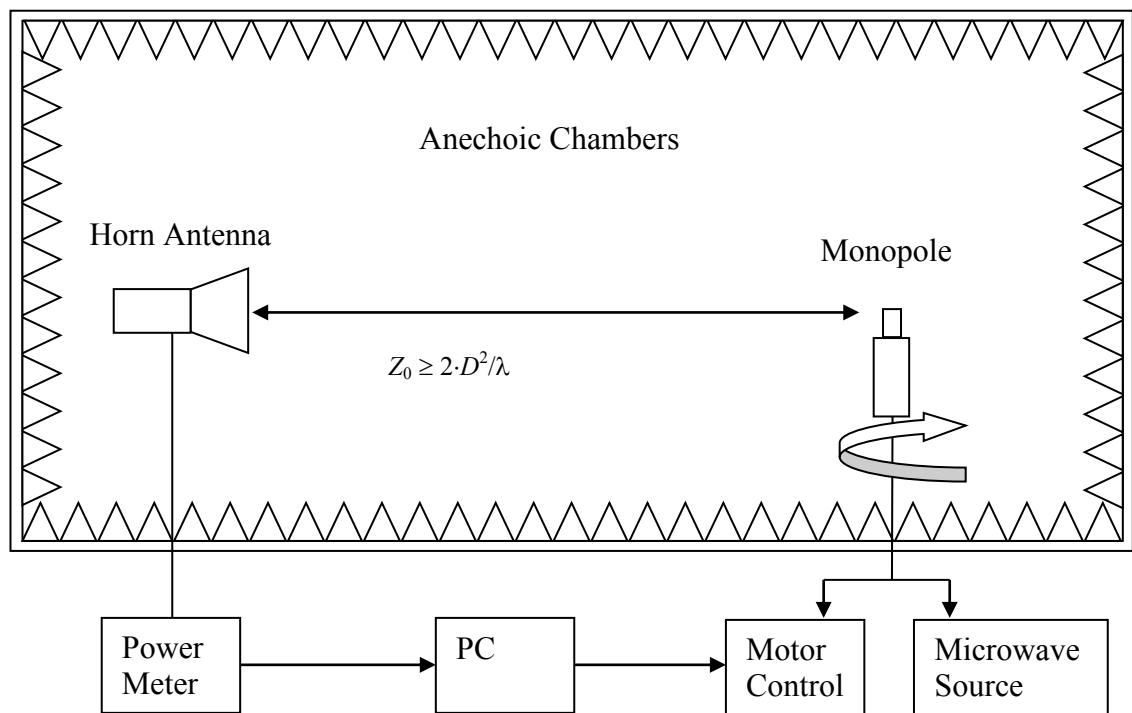 Anechoic Chambers
Horn Antenna
Monopole
Z₀ ≥ 2·D²/λ
Power
Meter
PC
Motor
Control
Microwave
Source